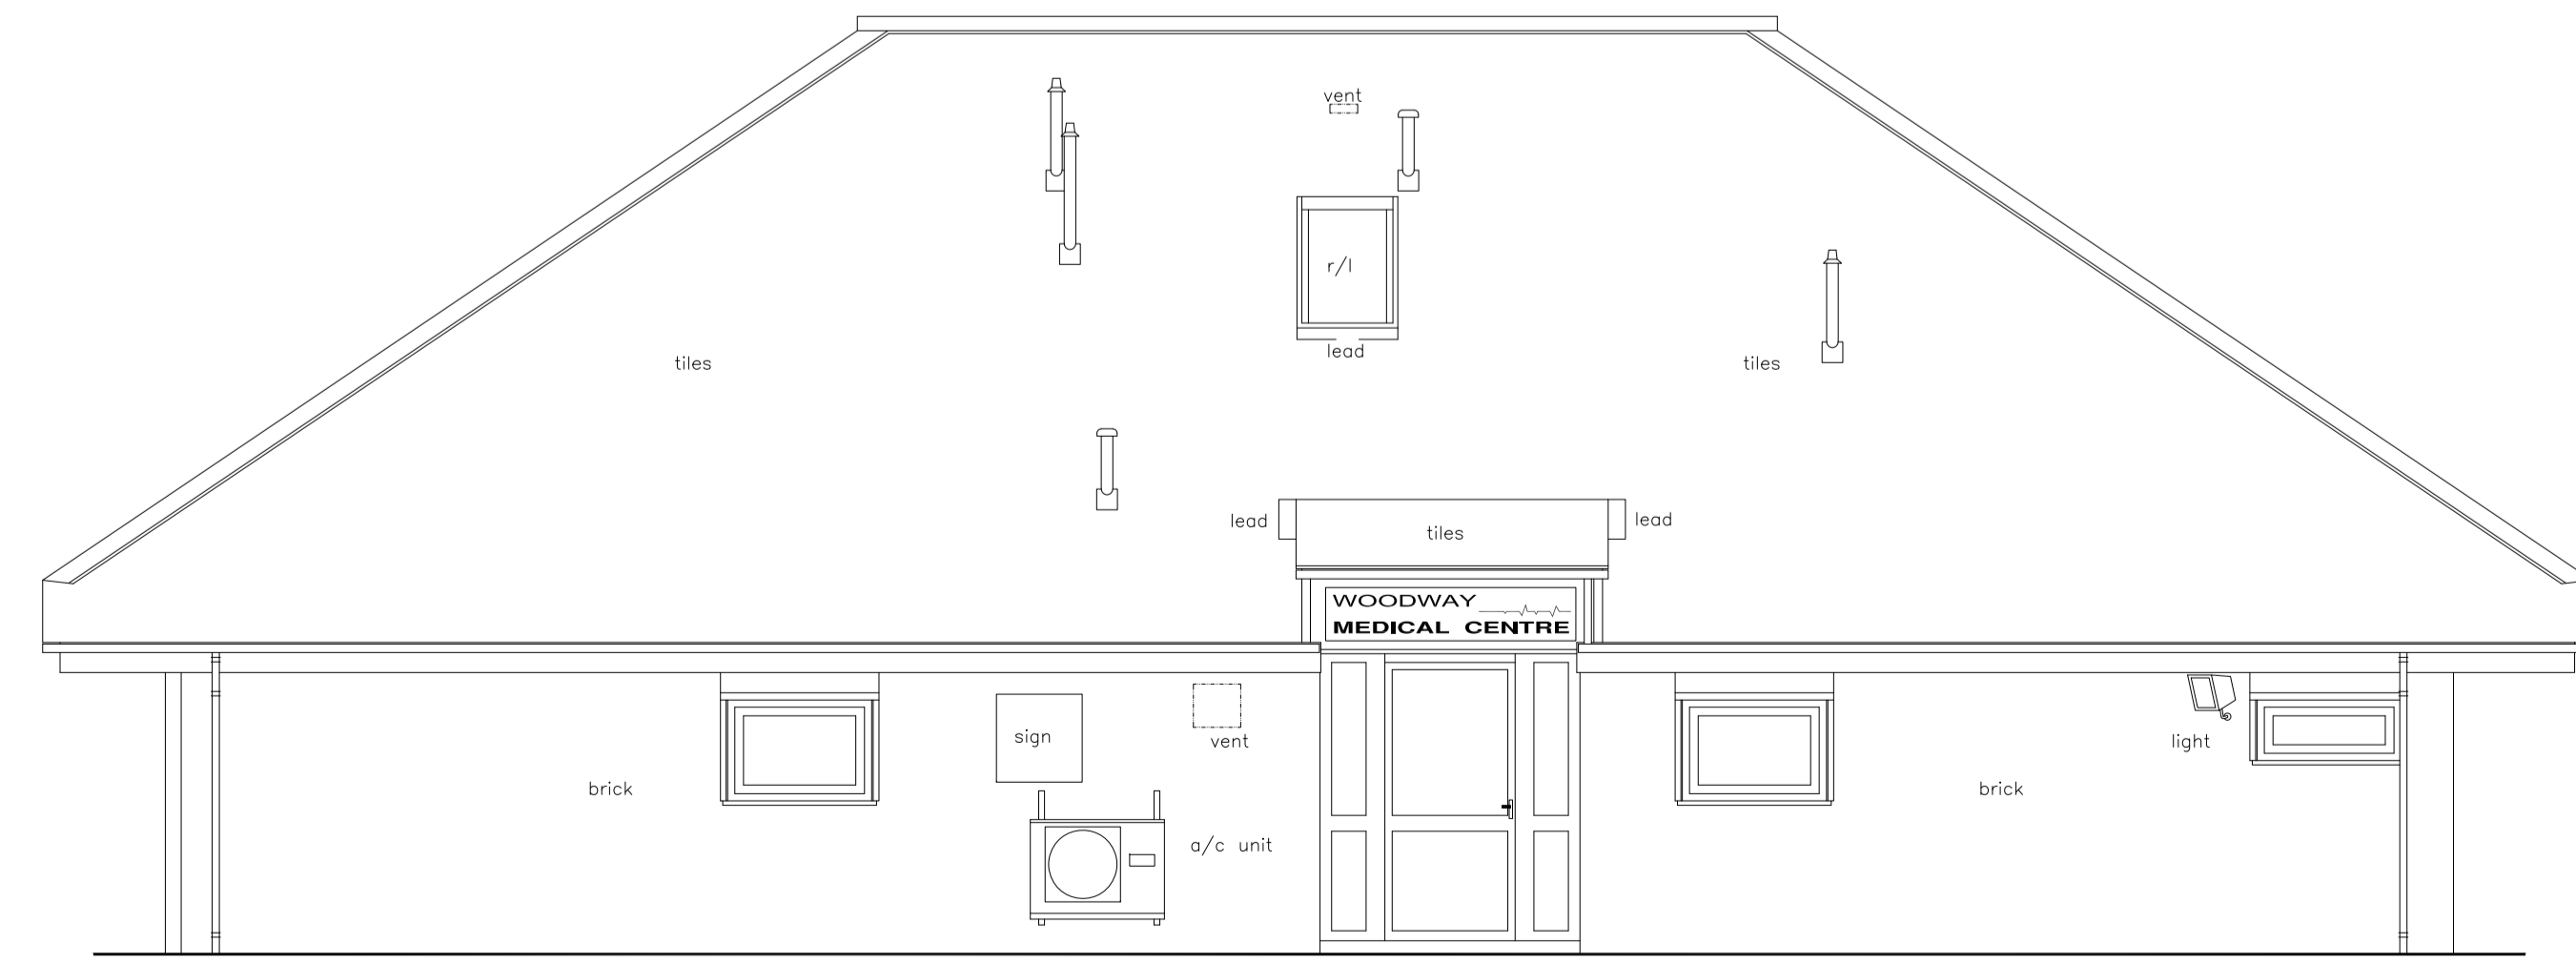 vent
r/l
lead
tiles
tiles
lead
tiles
lead
WOODWAY
MEDICAL CENTRE
sign
vent
light
brick
brick
a/c unit